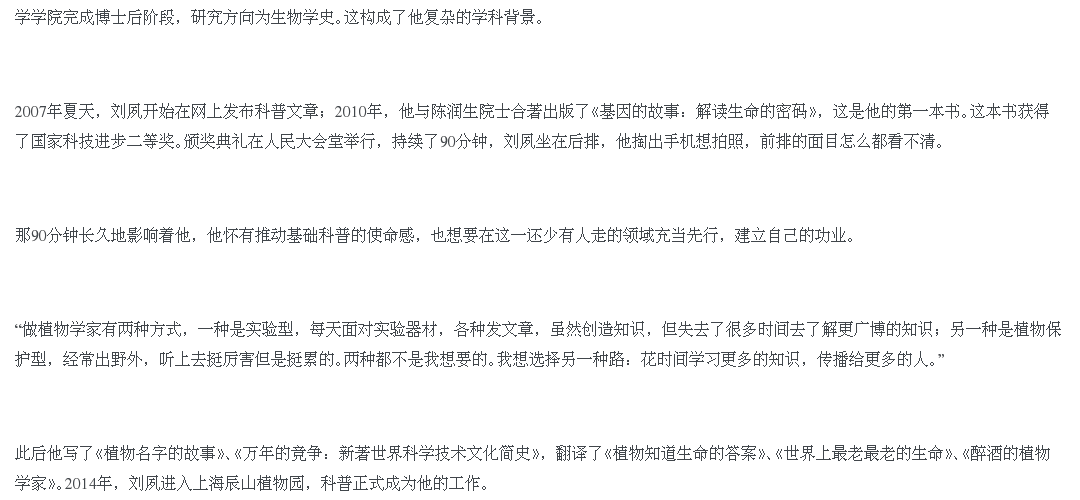 学学院完成博士后阶段，研究方向为生物学史。这构成了他复杂的学科背景。
2007年夏天，刘夙开始在网上发布科普文章；2010年，他与陈润生院士合著出版了《基因的故事：解读生命的密码》，这是他的第一本书。这本书获得
了国家科技进步二等奖。颁奖典礼在人民大会堂举行，持续了90分钟，刘夙坐在后排，他掏出手机想拍照，前排的面目怎么都看不清。
那90分钟长久地影响着他，他怀有推动基础科普的使命感，也想要在这一还少有人走的领域充当先行，建立自己的功业。
“做植物学家有两种方式，一种是实验型，每天面对实验器材，各种发文章，虽然创造知识，但失去了很多时间去了解更广博的知识；另一种是植物保
护型，经常出野外，听上去挺厉害但是挺累的。两种都不是我想要的。我想选择另一种路：花时间学习更多的知识，传播给更多的人。”
此后他写了《植物名字的故事》、《万年的竞争：新著世界科学技术文化简史》，翻译了《植物知道生命的答案》、《世界上最老最老的生命》、《醉酒的植物
学家》。2014年，刘夙进入上海辰山植物园，科普正式成为他的工作。